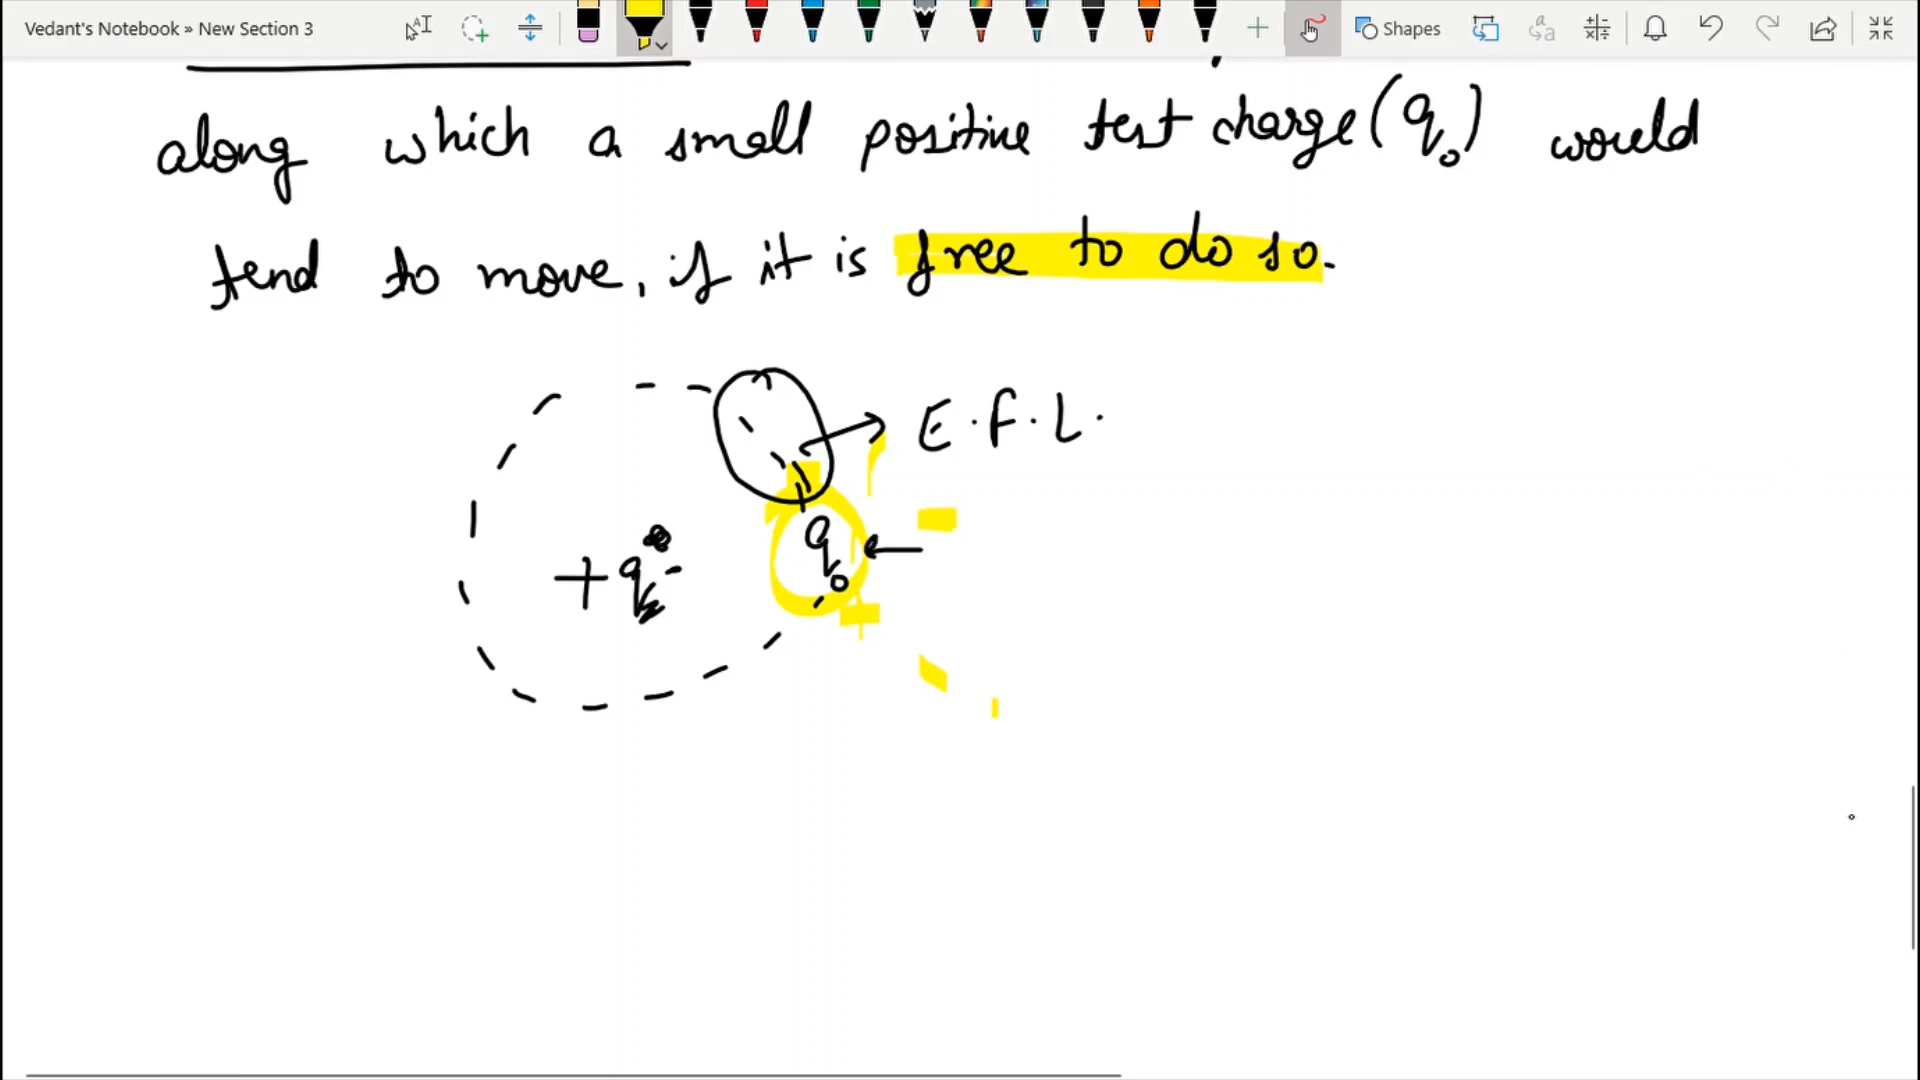 Vedant's Notebook » New Section 3
Shapes
along which a small positive test charge (q₀) would
tend to move, if it is free to do so.
E.F.L.
+q
q₀